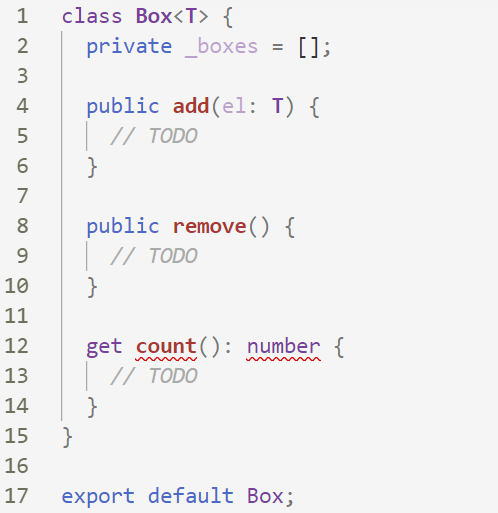 1 class Box<T> {
2 private _boxes = [];
3
4 public add(el: T) {
5 // TODO
6 }
7
8 public remove() {
9 // TODO
10 }
11
12 get count(): number {
13 // TODO
14 }
15 }
16
17 export default Box;